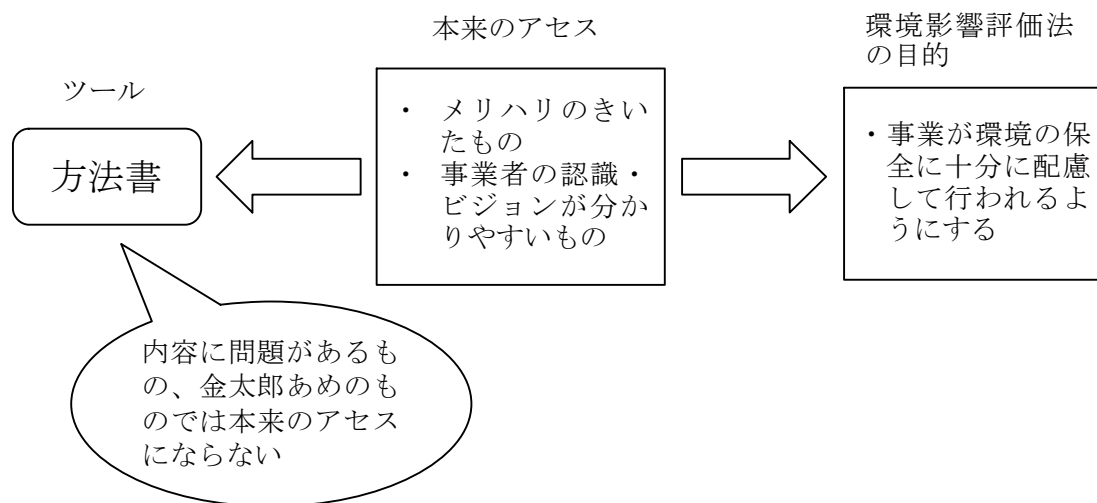 ツール
方法書
内容に問題があるも
の、金太郎あめのも
のでは本来のアセス
にならない
本来のアセス
・ メリハリのきい
たもの
・ 事業者の認識・
ビジョンが分か
りやすいもの
環境影響評価法
の目的
・事業が環境の保
全に十分に配慮
して行われるよ
うにする